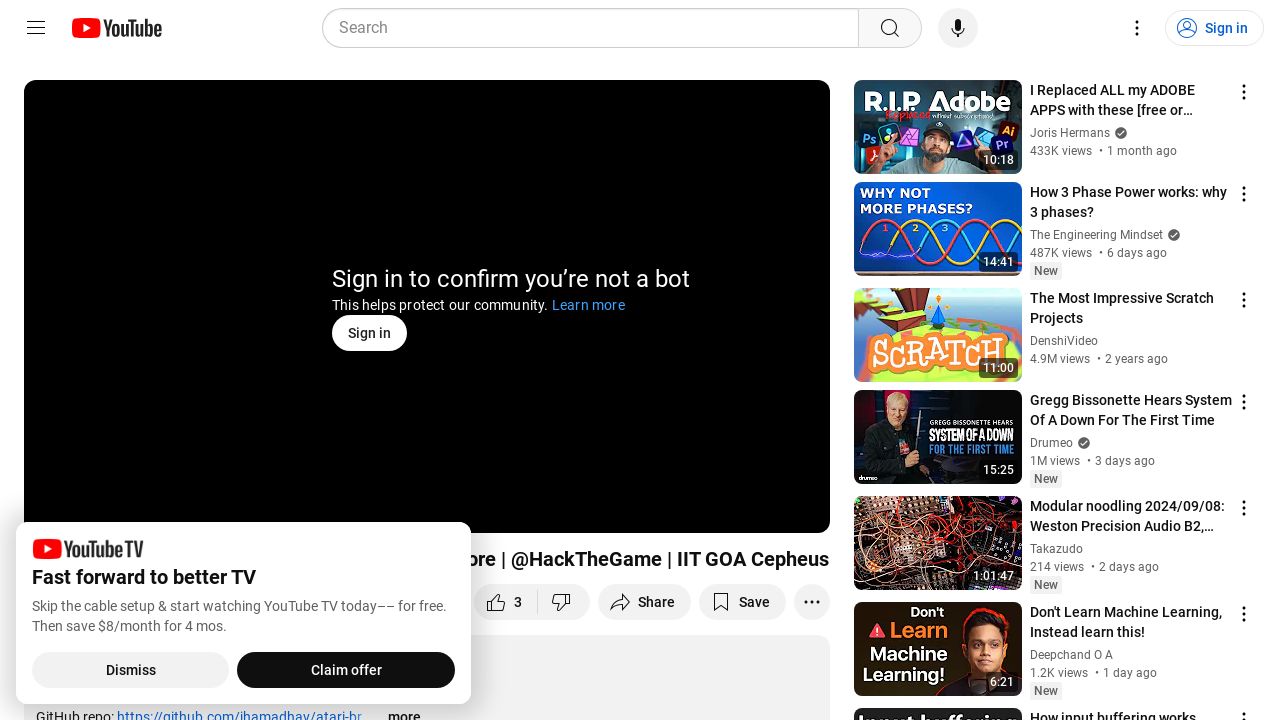 YouTube
Search
Sign in
Sign in to confirm you’re not a bot
This helps protect our community. Learn more
Sign in
ore | @HackTheGame | IIT GOA Cepheus
3
Share
Save
YouTube TV
Fast forward to better TV
Skip the cable setup & start watching YouTube TV today–– for free.
Then save $8/month for 4 mos.
Dismiss
Claim offer
GitHub repo: https://github.com/ihamadhav/atari-br
...more
R.I.P. Adobe
Replaced without subscriptions!
Ps
Ai
Pr
10:18
I Replaced ALL my ADOBE
APPS with these [free or…
Joris Hermans
433K views • 1 month ago
WHY NOT
MORE PHASES?
1 2 3
14:41
How 3 Phase Power works: why
3 phases?
The Engineering Mindset
487K views • 6 days ago
New
SCRATCH
11:00
The Most Impressive Scratch
Projects
DenshiVideo
4.9M views • 2 years ago
GREGG BISSONETTE HEARS
SYSTEM OF A DOWN
FOR THE FIRST TIME
drumeo
15:25
Gregg Bissonette Hears System
Of A Down For The First Time
Drumeo
1M views • 3 days ago
New
1:01:47
Modular noodling 2024/09/08:
Weston Precision Audio B2,…
Takazudo
214 views • 2 days ago
New
Don't
Learn
Machine
Learning!
6:21
Don't Learn Machine Learning,
Instead learn this!
Deepchand O A
1.2K views • 1 day ago
New
Input buffering
How input buffering works